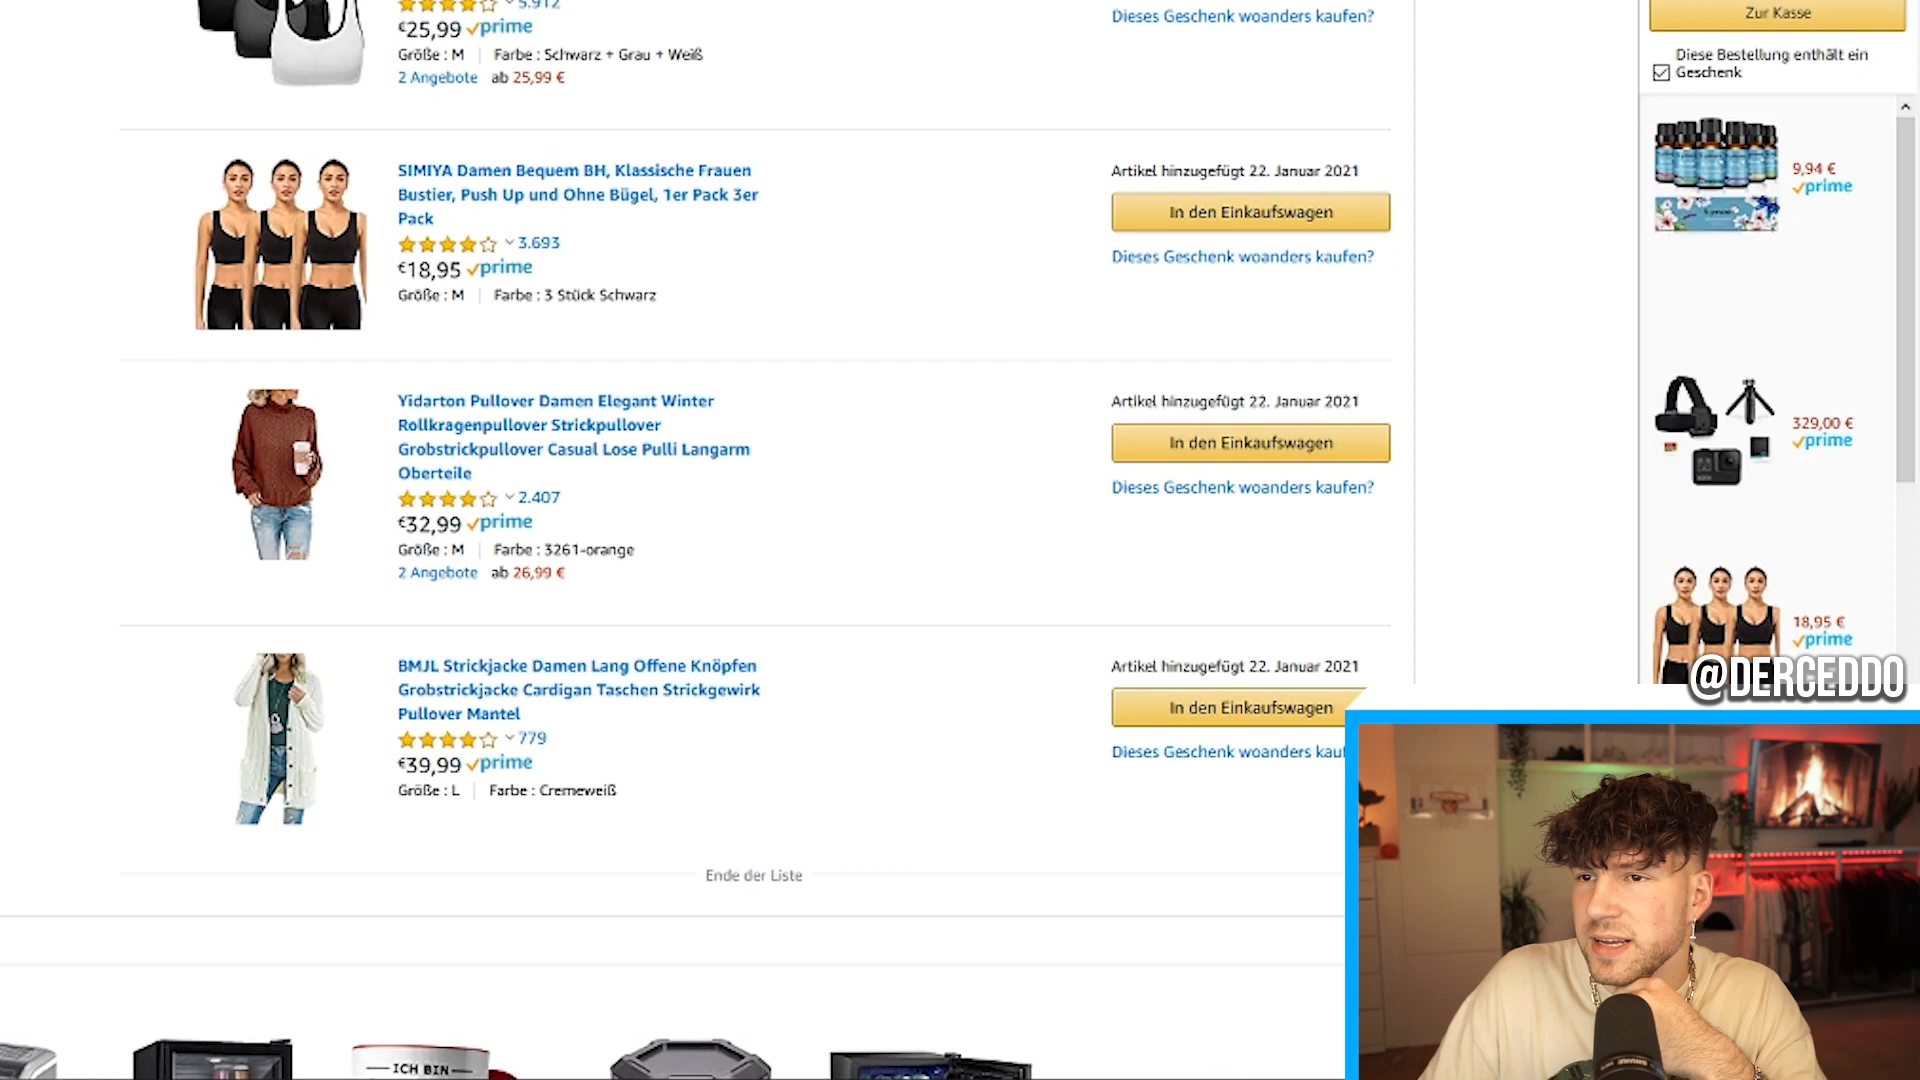 5.912
€25,99 prime
Größe : M | Farbe : Schwarz + Grau + Weiß
2 Angebote ab 25,99 €
Dieses Geschenk woanders kaufen?
SIMIYA Damen Bequem BH, Klassische Frauen
Bustier, Push Up und Ohne Bügel, 1er Pack 3er
Pack
3.693
€18,95 prime
Größe : M | Farbe : 3 Stück Schwarz
Artikel hinzugefügt 22. Januar 2021
In den Einkaufswagen
Dieses Geschenk woanders kaufen?
Yidarton Pullover Damen Elegant Winter
Rollkragenpullover Strickpullover
Grobstrickpullover Casual Lose Pulli Langarm
Oberteile
2.407
€32,99 prime
Größe : M | Farbe : 3261-orange
2 Angebote ab 26,99 €
Artikel hinzugefügt 22. Januar 2021
In den Einkaufswagen
Dieses Geschenk woanders kaufen?
BMJL Strickjacke Damen Lang Offene Knöpfen
Grobstrickjacke Cardigan Taschen Strickgewirk
Pullover Mantel
779
€39,99 prime
Größe : L | Farbe : Cremeweiß
Artikel hinzugefügt 22. Januar 2021
In den Einkaufswagen
Dieses Geschenk woanders kauf
Ende der Liste
ICH BIN
Zur Kasse
Diese Bestellung enthält ein
Geschenk
9,94 €
prime
329,00 €
prime
18,95 €
prime
@DERCEDDO